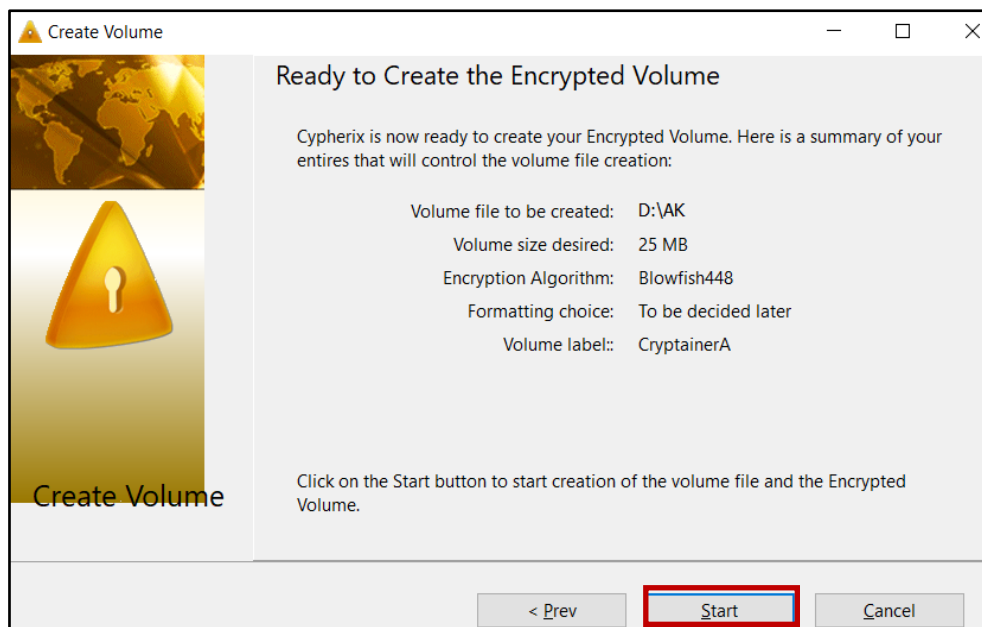 Create Volume
Ready to Create the Encrypted Volume
Cypherix is now ready to create your Encrypted Volume. Here is a summary of your
entires that will control the volume file creation:
Volume file to be created: D:\AK
Volume size desired: 25 MB
Encryption Algorithm: Blowfish448
Formatting choice: To be decided later
Volume label:: CryptainerA
Create Volume
Click on the Start button to start creation of the volume file and the Encrypted
Volume.
< Prev Start Cancel